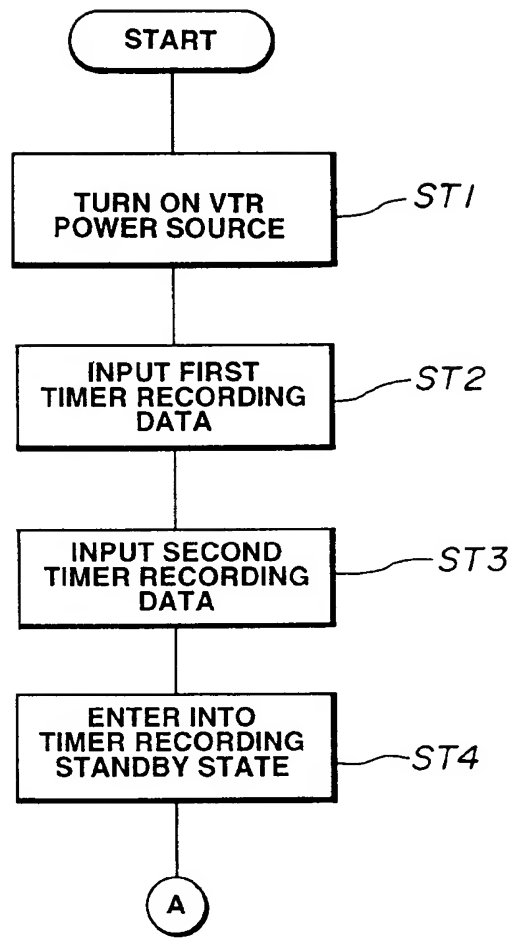 START
TURN ON VTR
POWER SOURCE
ST1
INPUT FIRST
TIMER RECORDING
DATA
ST2
INPUT SECOND
TIMER RECORDING
DATA
ST3
ENTER INTO
TIMER RECORDING
STANDBY STATE
ST4
A